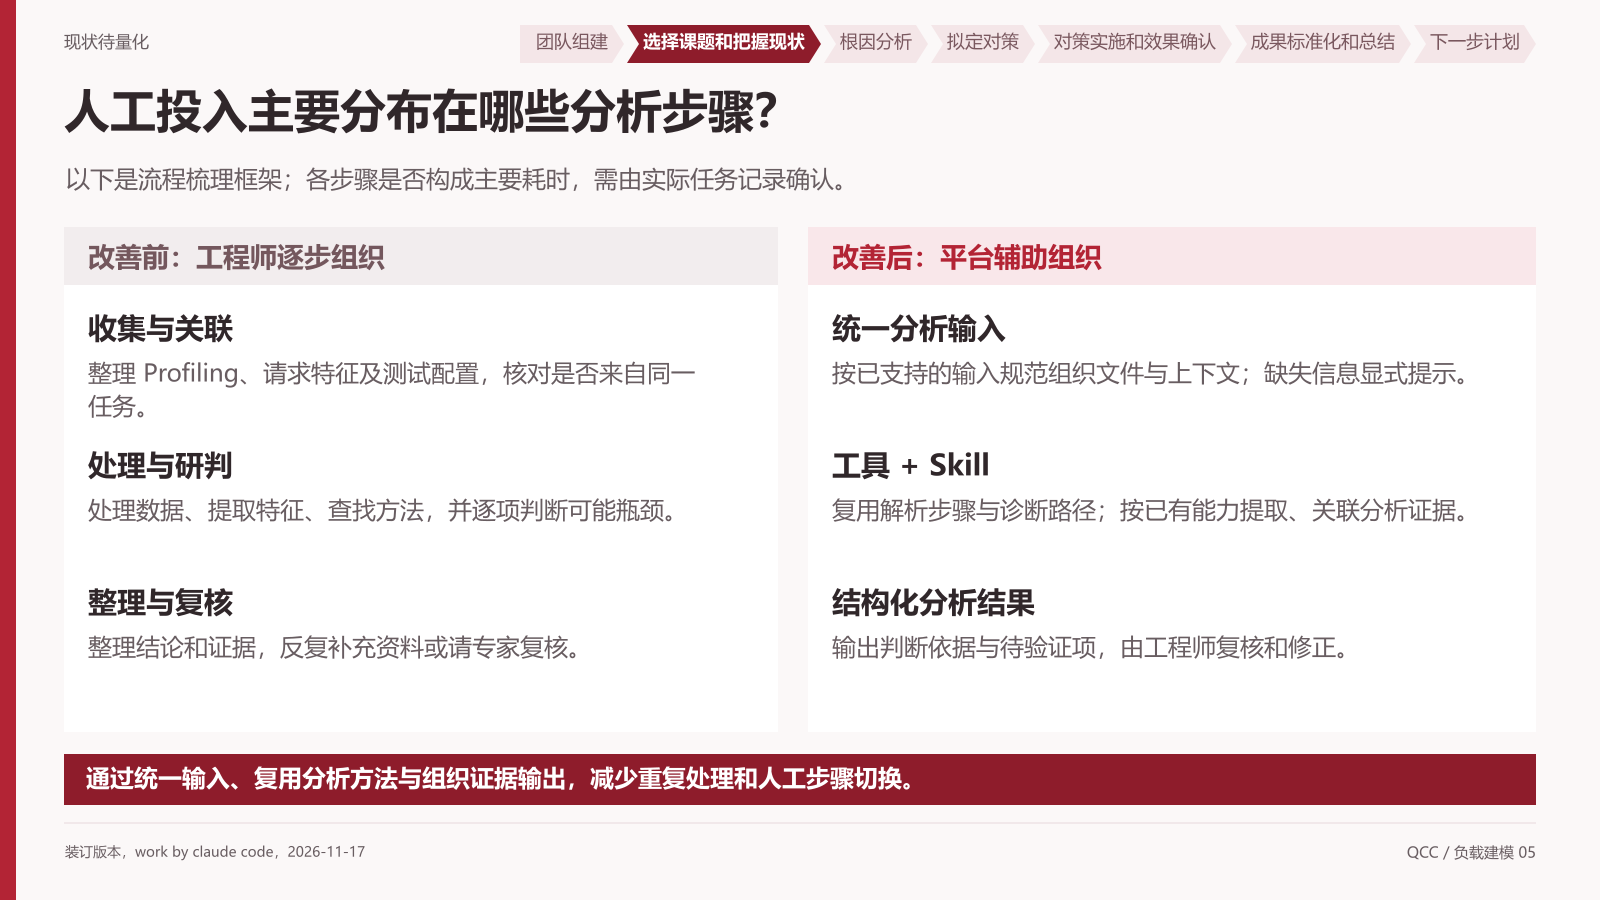 现状待量化
团队组建
选择课题和把握现状
根因分析
拟定对策
对策实施和效果确认
成果标准化和总结
下一步计划
人工投入主要分布在哪些分析步骤？
以下是流程梳理框架；各步骤是否构成主要耗时，需由实际任务记录确认。
改善前：工程师逐步组织
收集与关联
整理 Profiling、请求特征及测试配置，核对是否来自同一
任务。
处理与研判
处理数据、提取特征、查找方法，并逐项判断可能瓶颈。
整理与复核
整理结论和证据，反复补充资料或请专家复核。
改善后：平台辅助组织
统一分析输入
按已支持的输入规范组织文件与上下文；缺失信息显式提示。
工具 + Skill
复用解析步骤与诊断路径；按已有能力提取、关联分析证据。
结构化分析结果
输出判断依据与待验证项，由工程师复核和修正。
通过统一输入、复用分析方法与组织证据输出，减少重复处理和人工步骤切换。
装订版本，work by claude code，2026-11-17
QCC / 负载建模 05